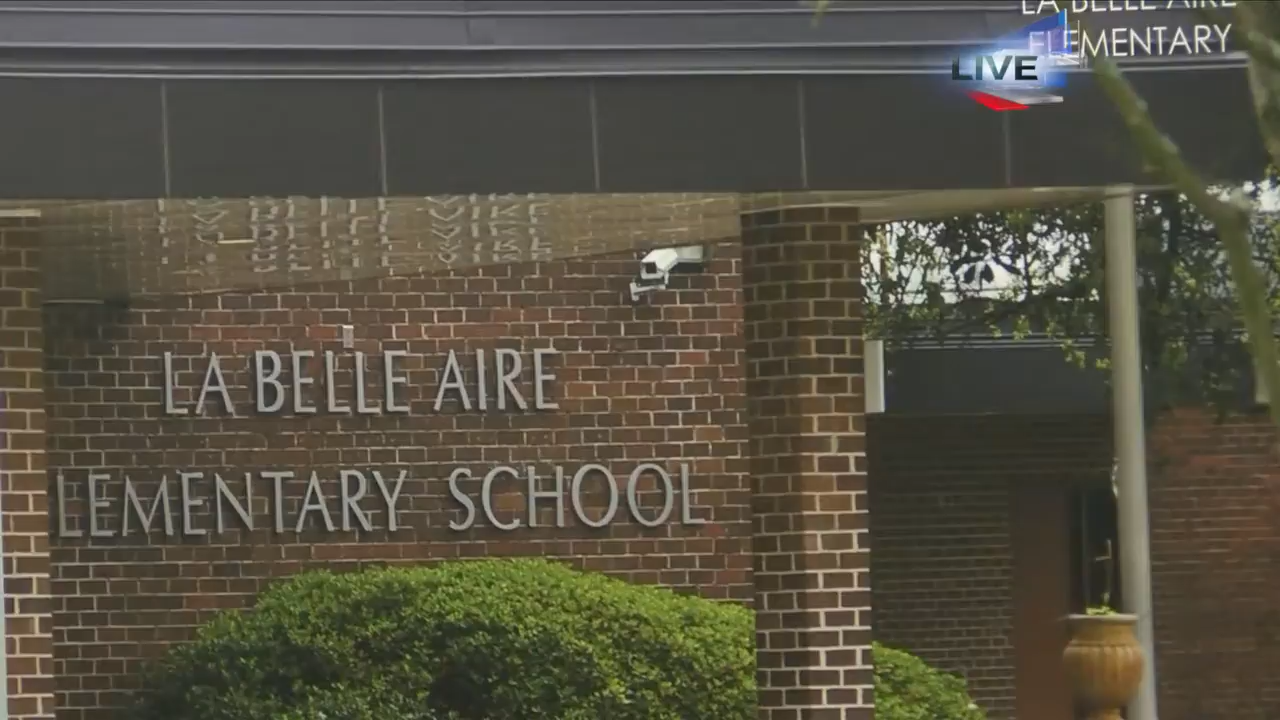 LA BELLE AIRE
ELEMENTARY
LIVE
LA BELLE AIRE
LEMENTARY SCHOOL